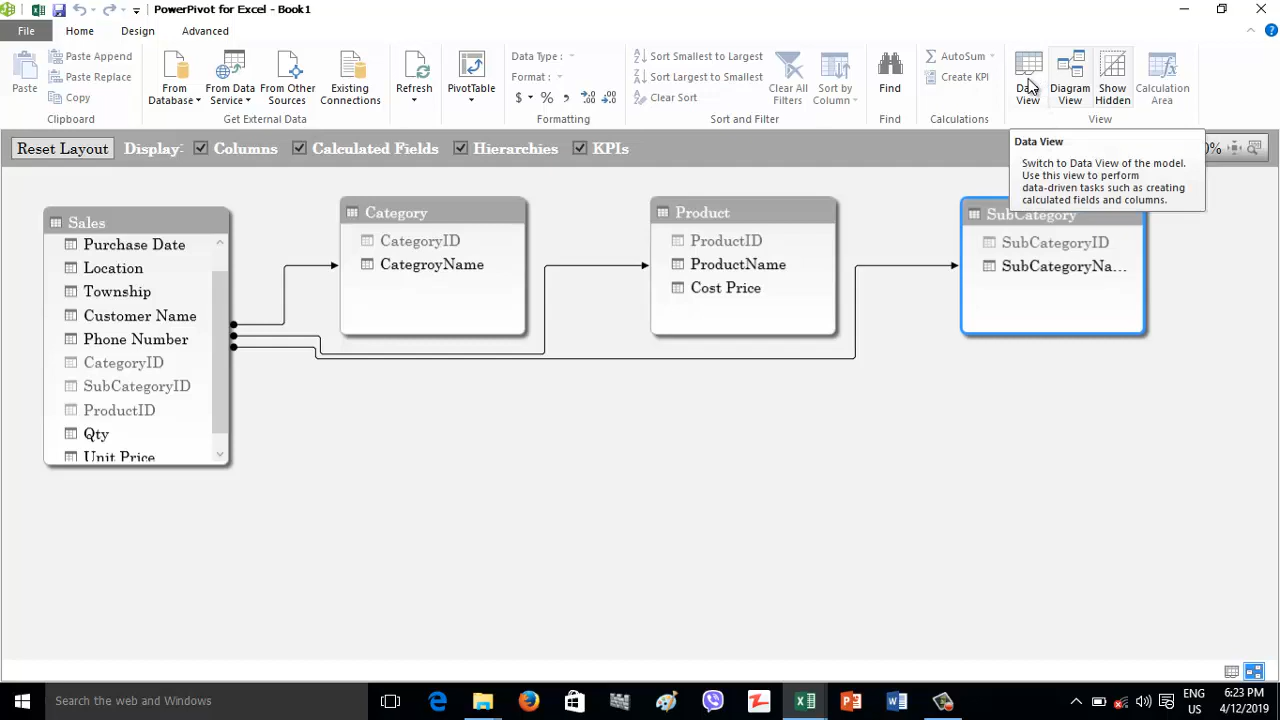 PowerPivot for Excel - Book1
File Home Design Advanced
Paste
Paste Append
Paste Replace
Copy
Clipboard
From Database
From Data Service
From Other Sources
Existing Connections
Get External Data
Refresh
PivotTable
Data Type :
Format :
$ % , .00 .0
Formatting
Sort Smallest to Largest
Sort Largest to Smallest
Clear Sort
Clear All Filters
Sort by Column
Sort and Filter
Find
Find
AutoSum
Create KPI
Calculations
Data View
Diagram View
Show Hidden
Calculation Area
View
Reset Layout Display: Columns Calculated Fields Hierarchies KPIs
Data View
Switch to Data View of the model.
Use this view to perform
data-driven tasks such as creating
calculated fields and columns.
Sales
Purchase Date
Location
Township
Customer Name
Phone Number
CategoryID
SubCategoryID
ProductID
Qty
Unit Price
Category
CategoryID
CategroyName
Product
ProductID
ProductName
Cost Price
SubCategory
SubCategoryID
SubCategoryNa...
Search the web and Windows
ENG
US
6:23 PM
4/12/2019